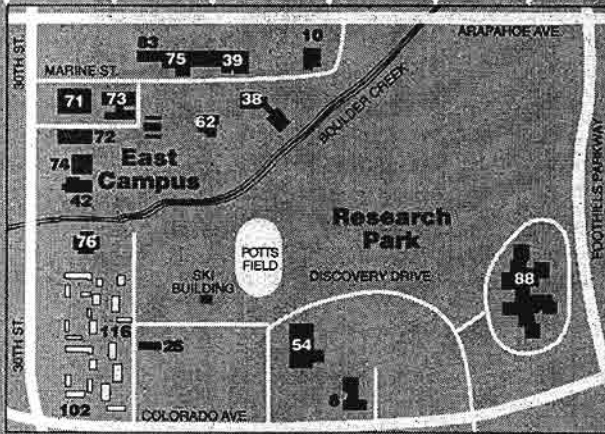 ARAPAHOE AVE.
30TH ST.
83
75
39
10
MARINE ST.
71
73
38
62
72
BOULDER CREEK
FOOTHILLS PARKWAY
74
East
Campus
42
Research
Park
76
POTTS
FIELD
SKI
BUILDING
DISCOVERY DRIVE
88
116
30TH ST.
54
102
COLORADO AVE.